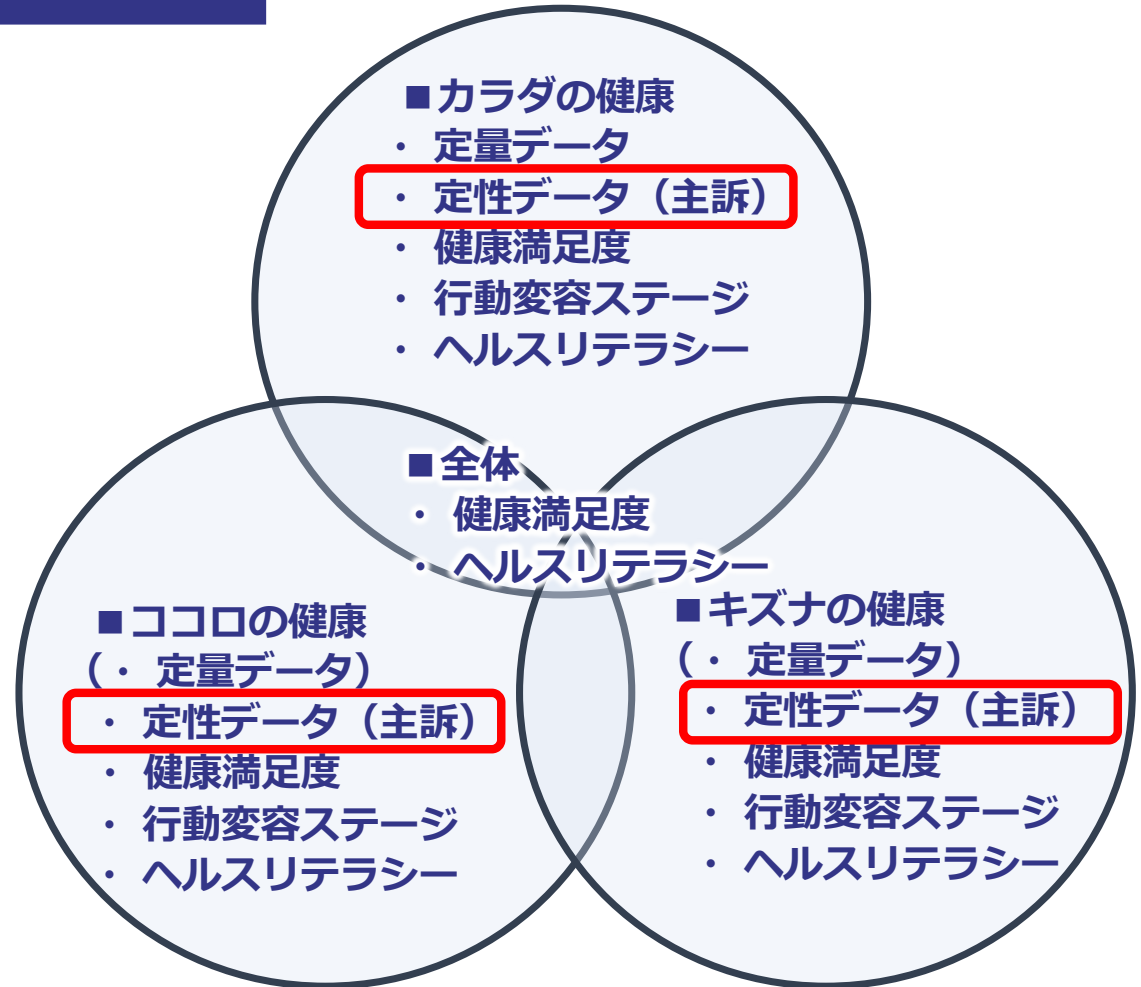 ■カラダの健康
・ 定量データ
・ 定性データ（主訴）
・ 健康満足度
・ 行動変容ステージ
・ ヘルスリテラシー
■全体
・ 健康満足度
・ ヘルスリテラシー
■ココロの健康
（・ 定量データ）
・ 定性データ（主訴）
・ 健康満足度
・ 行動変容ステージ
・ ヘルスリテラシー
■キズナの健康
（・ 定量データ）
・ 定性データ（主訴）
・ 健康満足度
・ 行動変容ステージ
・ ヘルスリテラシー